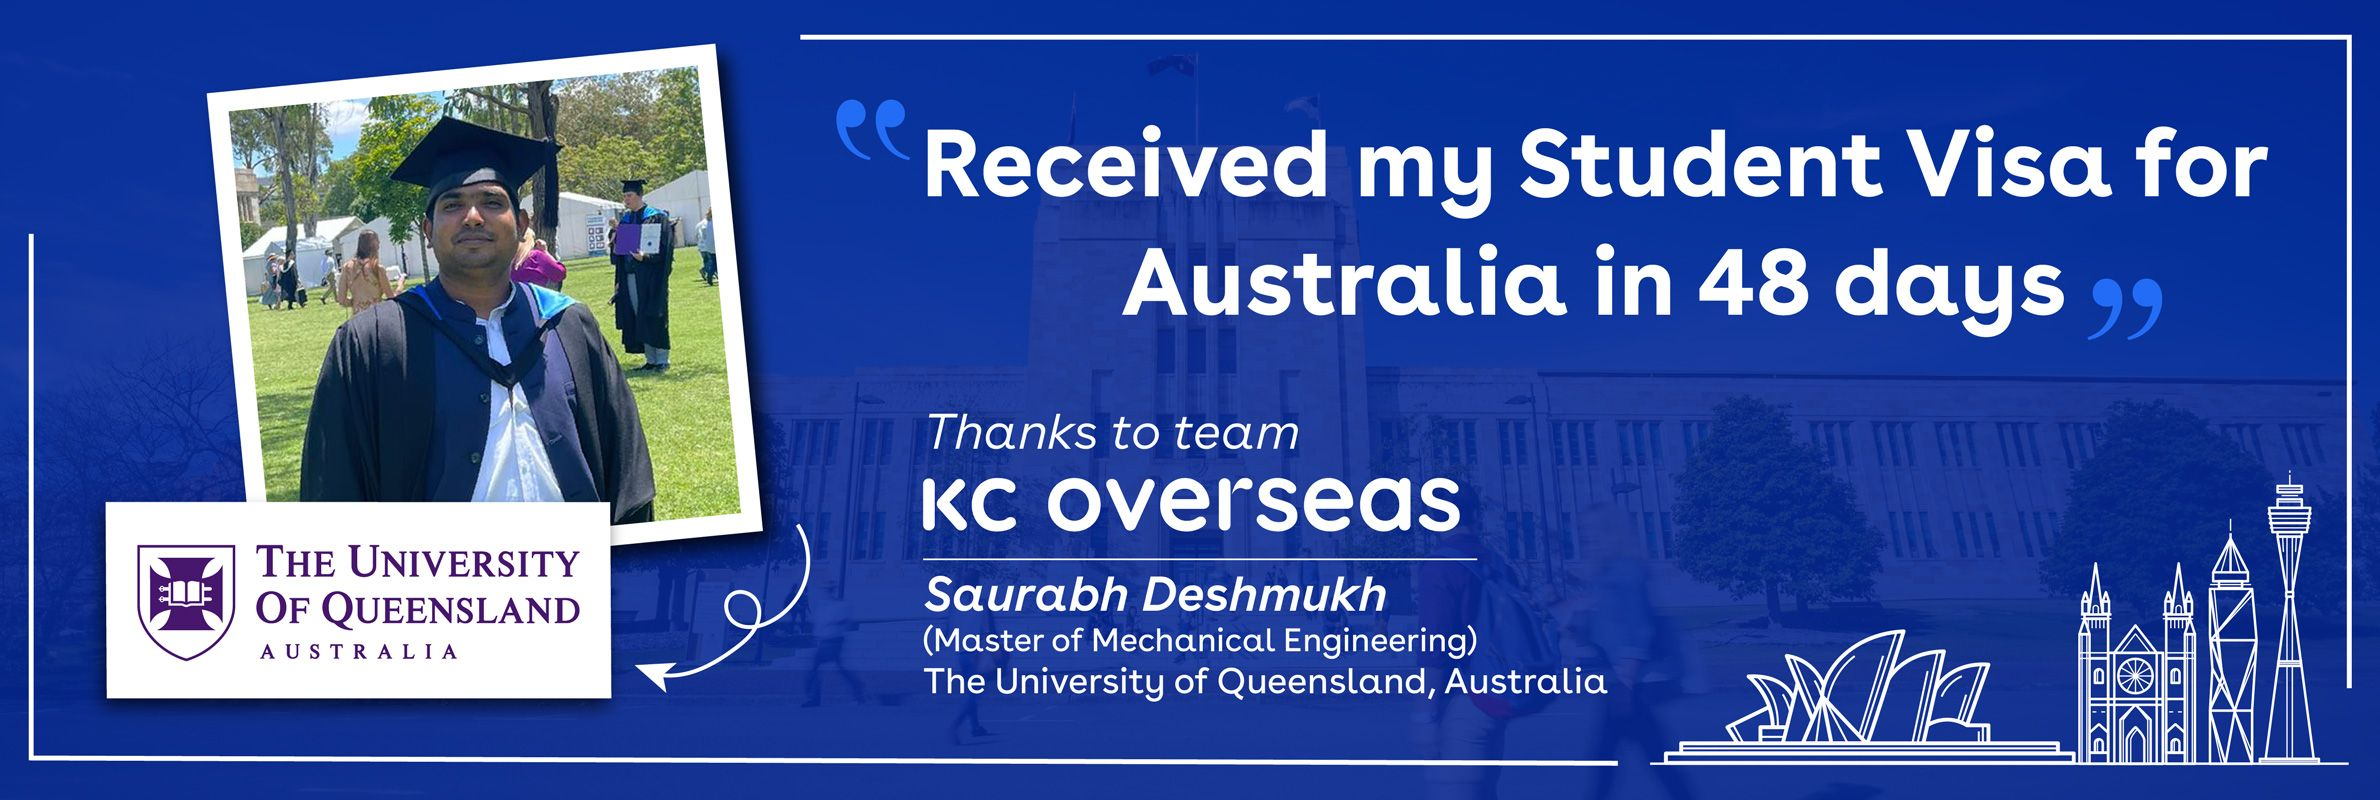 “Received my Student Visa for
Australia in 48 days”
Thanks to team
KC overseas
Saurabh Deshmukh
(Master of Mechanical Engineering)
The University of Queensland, Australia
THE UNIVERSITY
OF QUEENSLAND
AUSTRALIA